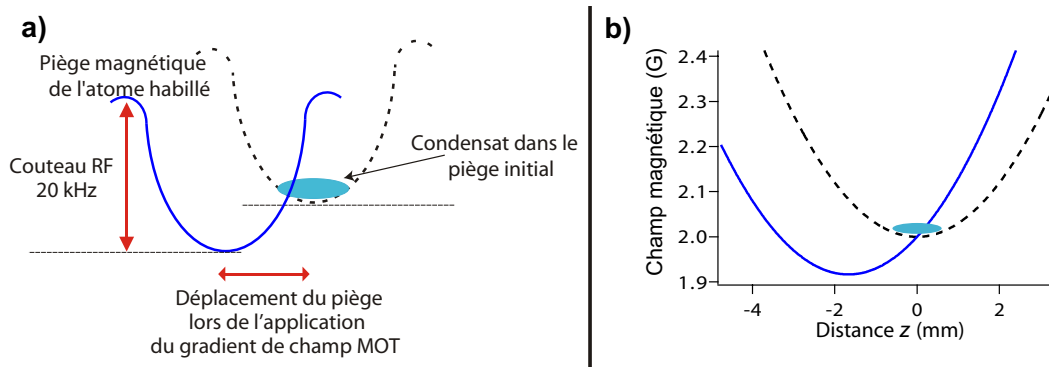 a)
Piège magnétique
de l'atome habillé
Couteau RF
20 kHz
Condensat dans le
piège initial
Déplacement du piège
lors de l'application
du gradient de champ MOT
b)
Champ magnétique (G)
2.4
2.3
2.2
2.1
2.0
1.9
-4
-2
0
2
Distance z (mm)